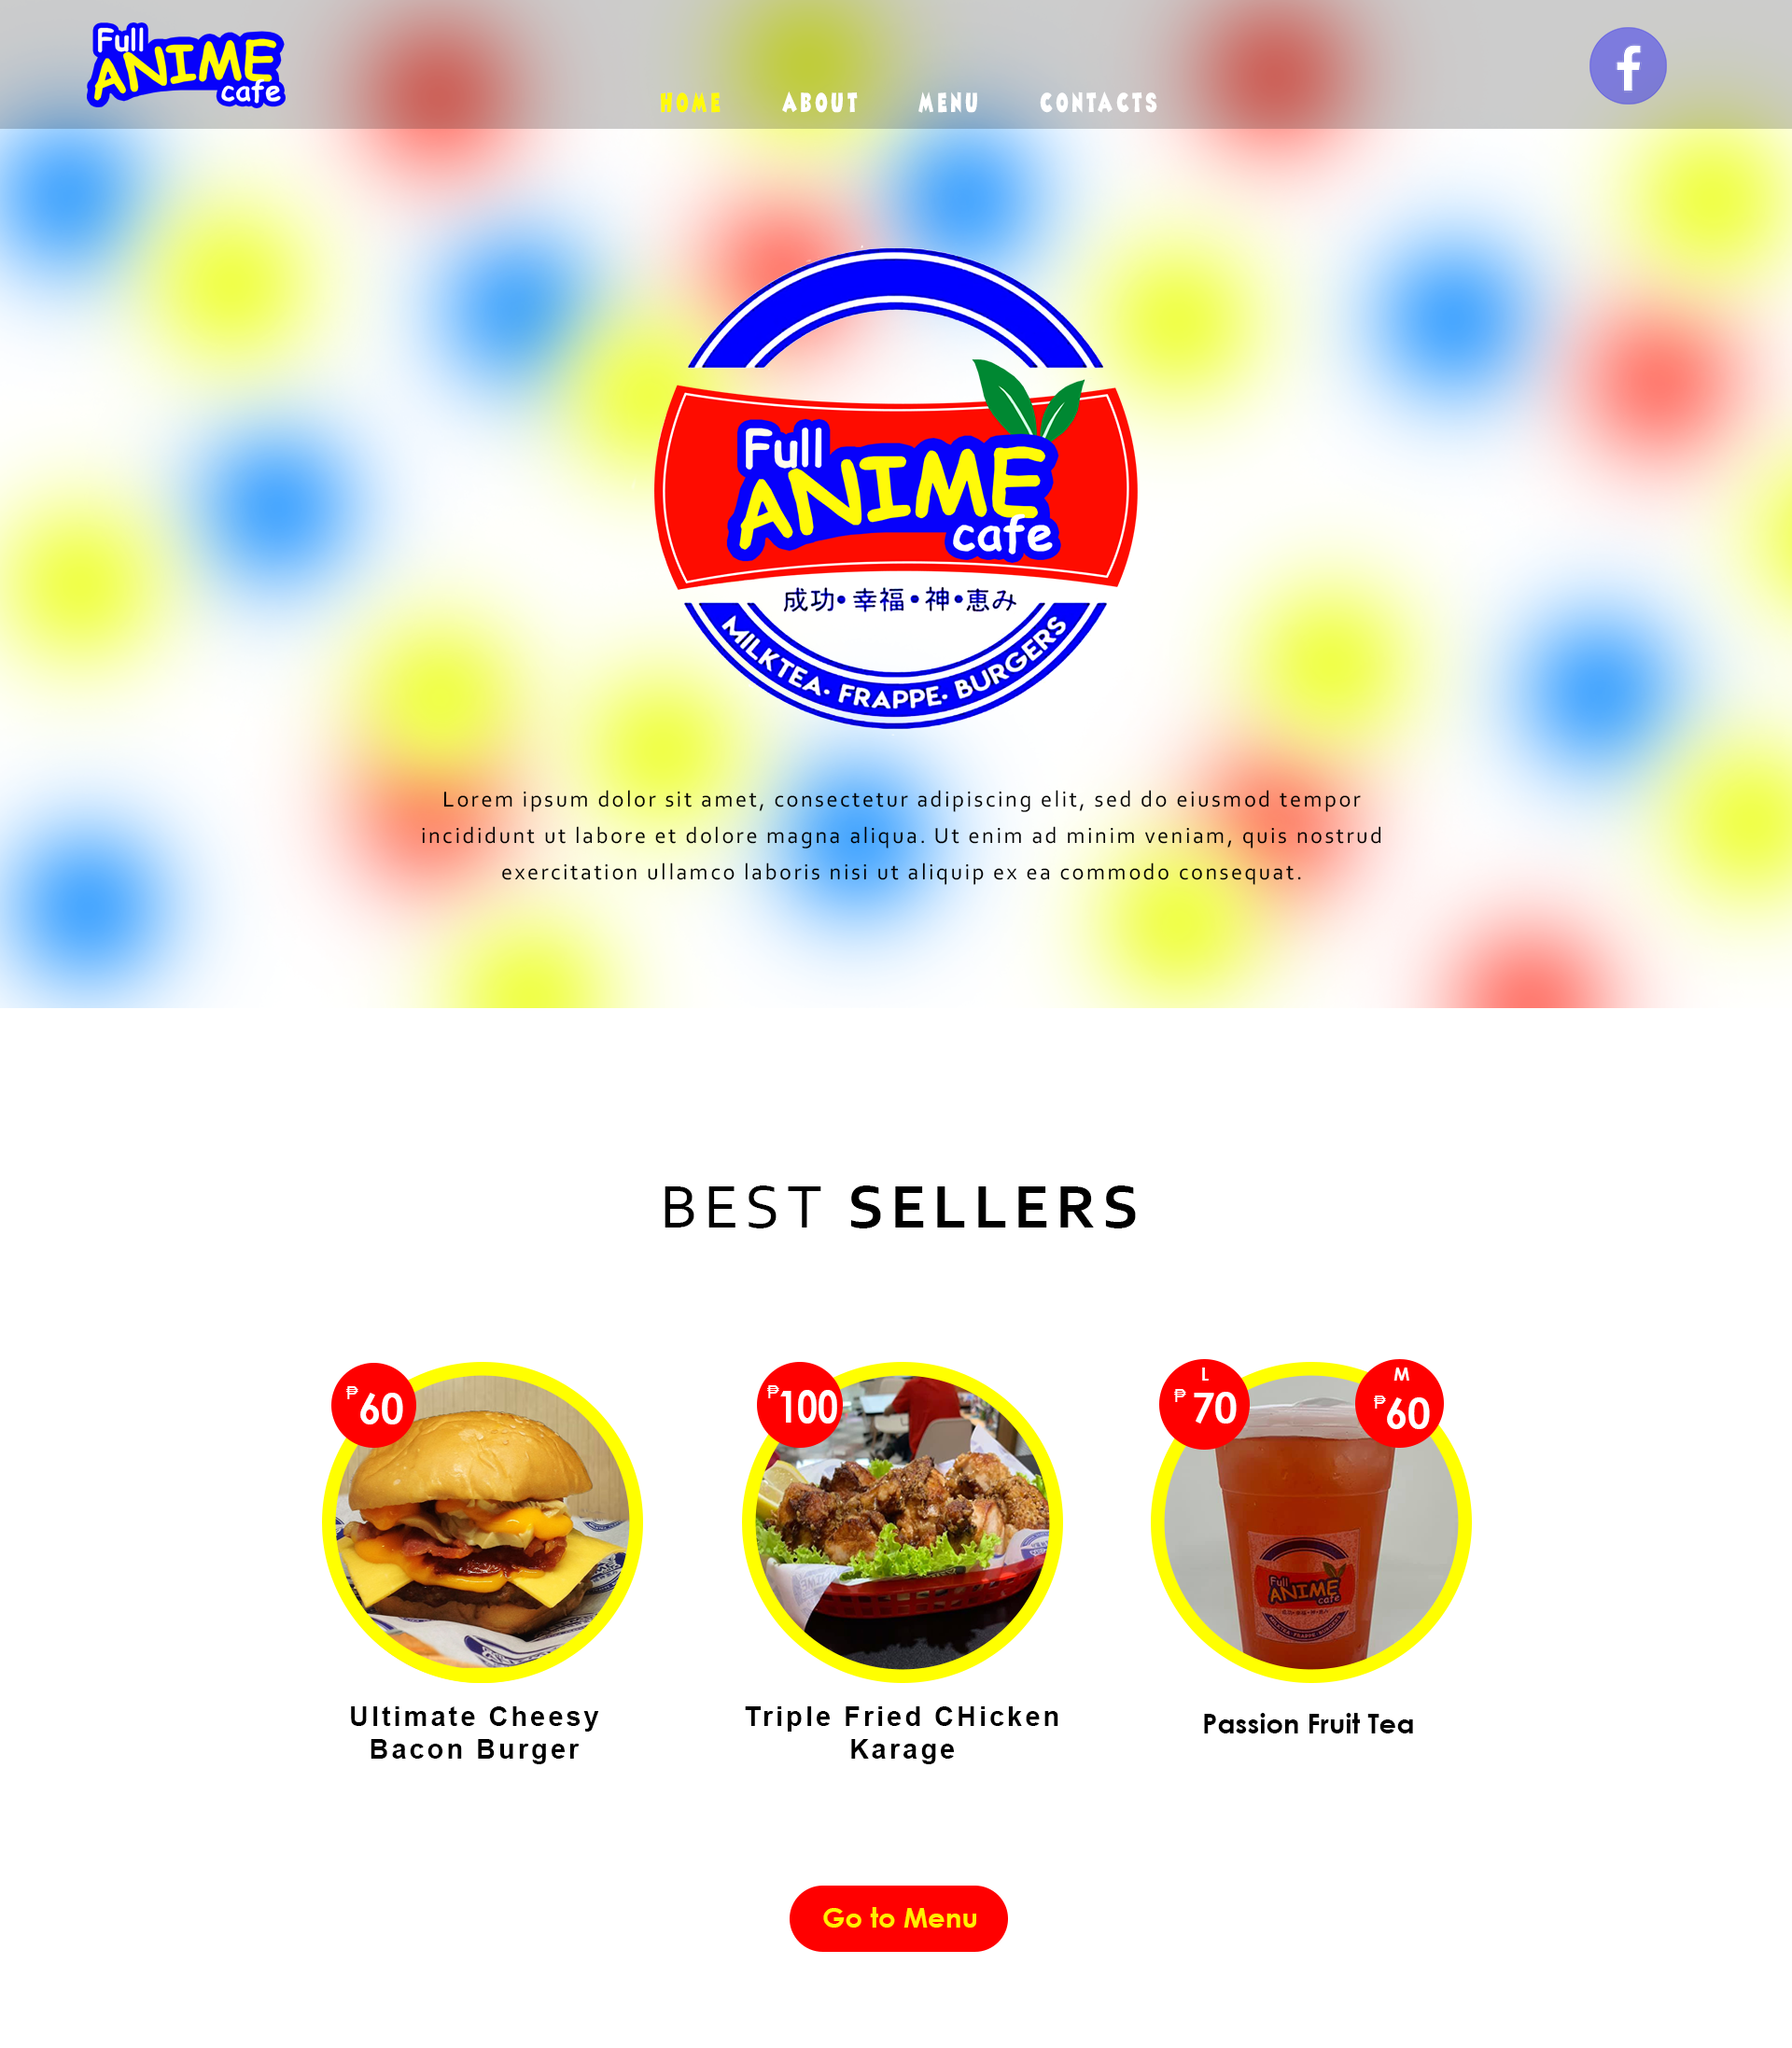 Full
ANIME
cafe
HOME ABOUT MENU CONTACTS
f
Full
ANIME
cafe
成功•幸福•神•恵み
MILKTEA• FRAPPE• BURGERS
Lorem ipsum dolor sit amet, consectetur adipiscing elit, sed do eiusmod tempor
incididunt ut labore et dolore magna aliqua. Ut enim ad minim veniam, quis nostrud
exercitation ullamco laboris nisi ut aliquip ex ea commodo consequat.
BEST SELLERS
₱60
₱100
L
₱70
M
₱60
Full
ANIME
cafe
Ultimate Cheesy
Bacon Burger
Triple Fried CHicken
Karage
Passion Fruit Tea
Go to Menu